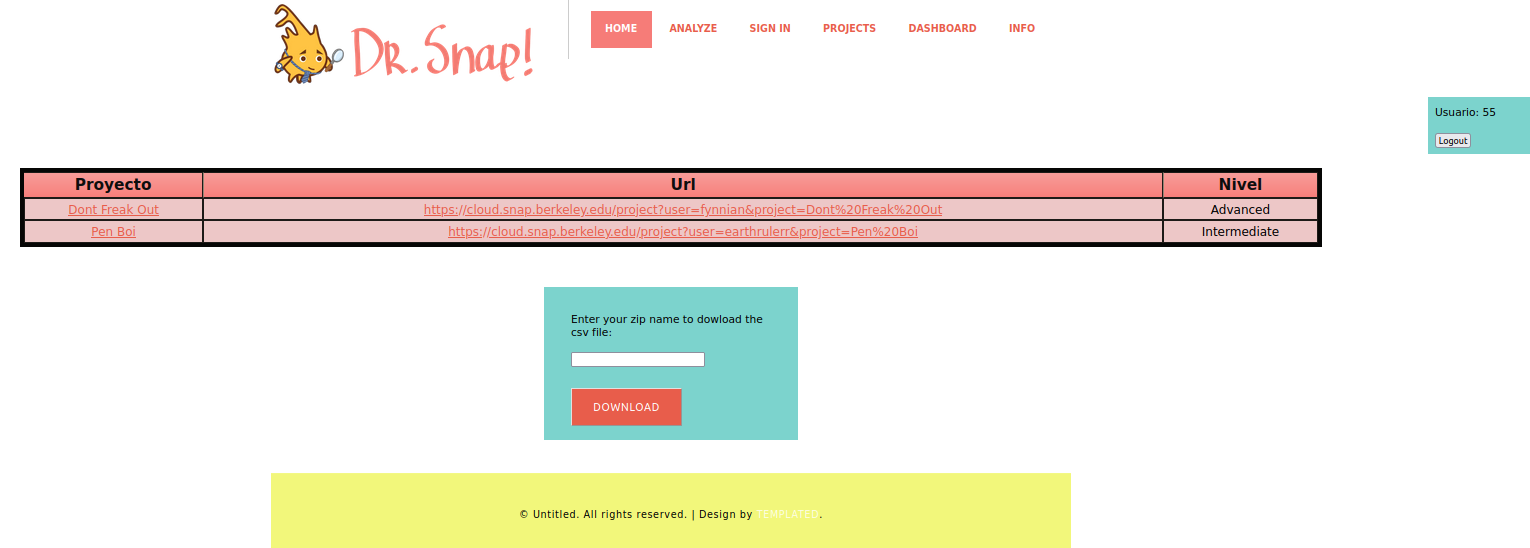 Dr. Snap!
HOME ANALYZE SIGN IN PROJECTS DASHBOARD INFO
Usuario: 55
Logout
Proyecto Url Nivel
Dont Freak Out https://cloud.snap.berkeley.edu/project?user=fynnian&project=Dont%20Freak%20Out Advanced
Pen Boi https://cloud.snap.berkeley.edu/project?user=earthrulerr&project=Pen%20Boi Intermediate
Enter your zip name to dowload the
csv file:
DOWNLOAD
© Untitled. All rights reserved. | Design by TEMPLATED.